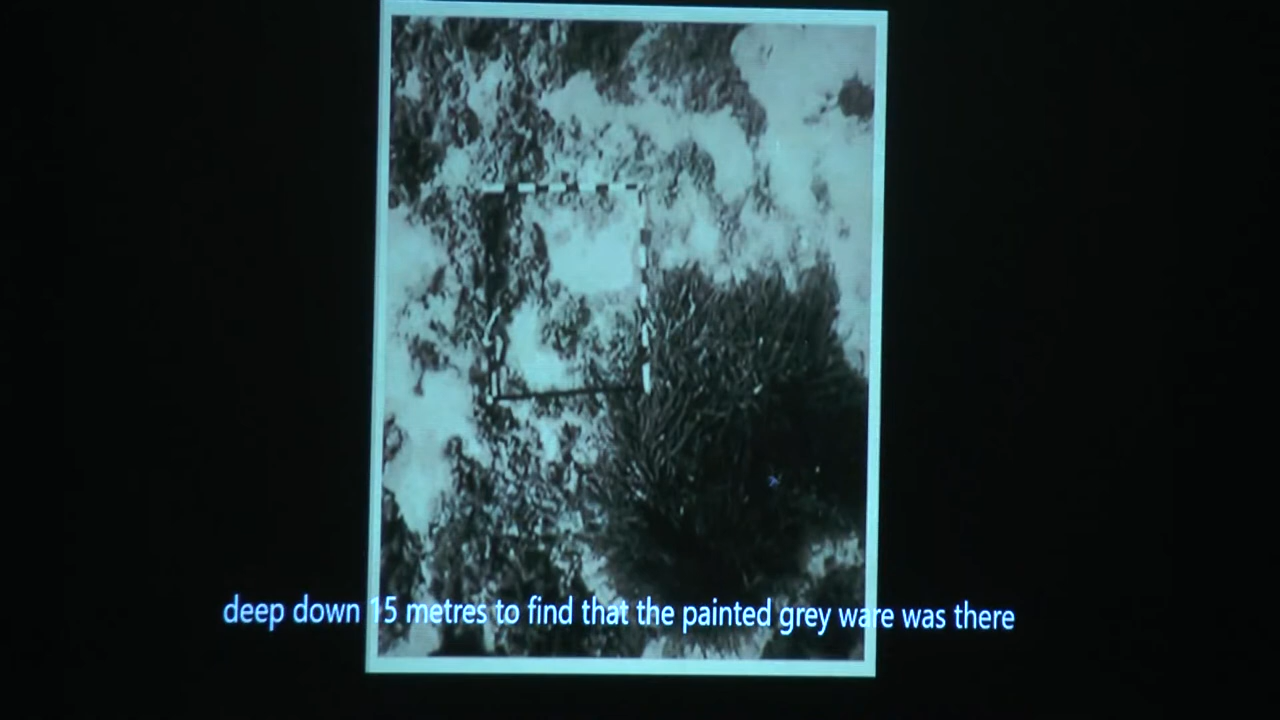 deep down 15 metres to find that the painted grey ware was there